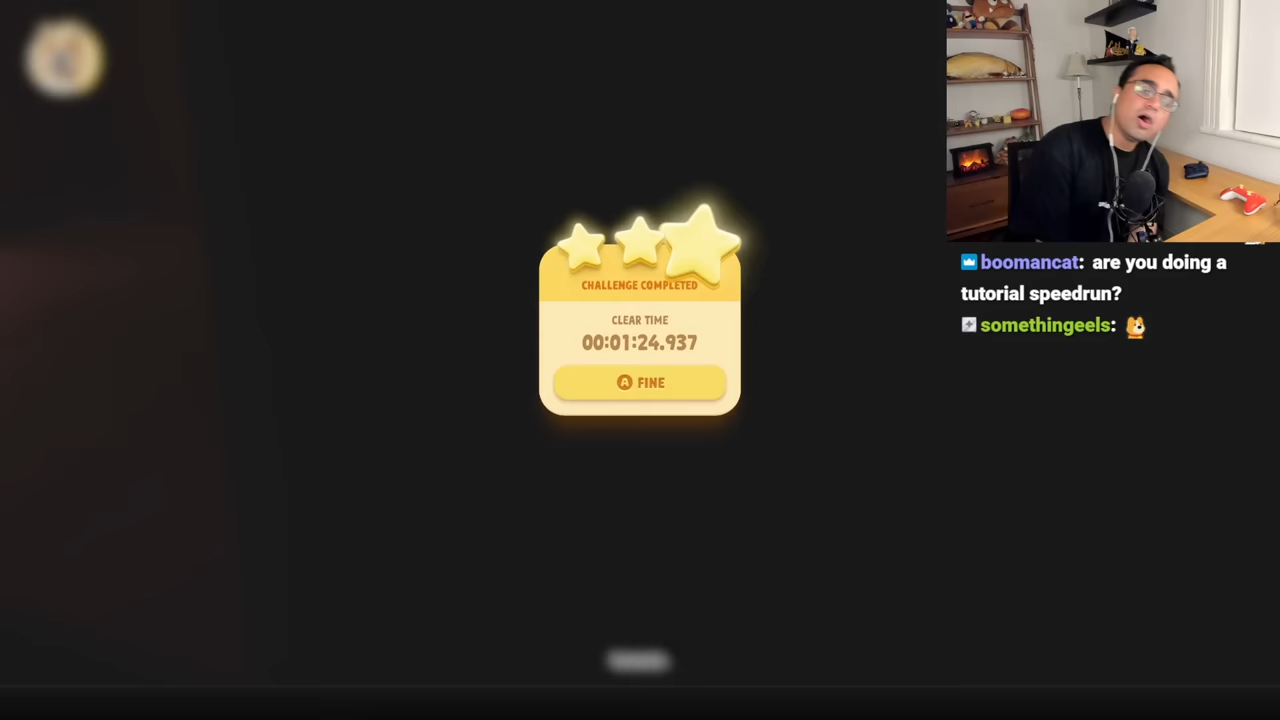 CHALLENGE COMPLETED
CLEAR TIME
00:01:24.937
A FINE
boomancat: are you doing a
tutorial speedrun?
somethingeels: